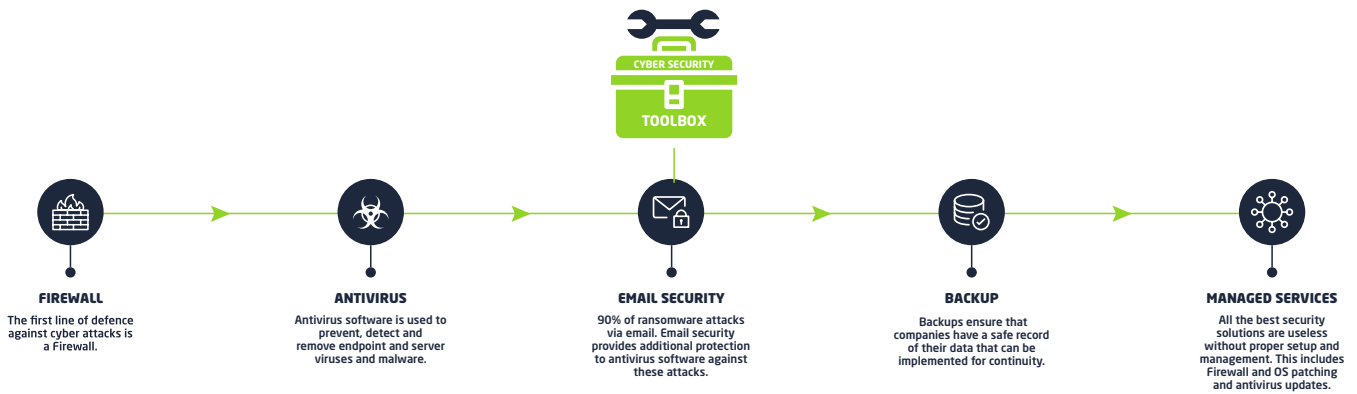 CYBER SECURITY
TOOLBOX
FIREWALL
The first line of defence
against cyber attacks is
a Firewall.
ANTIVIRUS
Antivirus software is used to
prevent, detect and
remove endpoint and server
viruses and malware.
EMAIL SECURITY
90% of ransomware attacks
via email. Email security
provides additional protection
to antivirus software against
these attacks.
BACKUP
Backups ensure that
companies have a safe record
of their data that can be
implemented for continuity.
MANAGED SERVICES
All the best security
solutions are useless
without proper setup and
management. This includes
Firewall and OS patching
and antivirus updates.